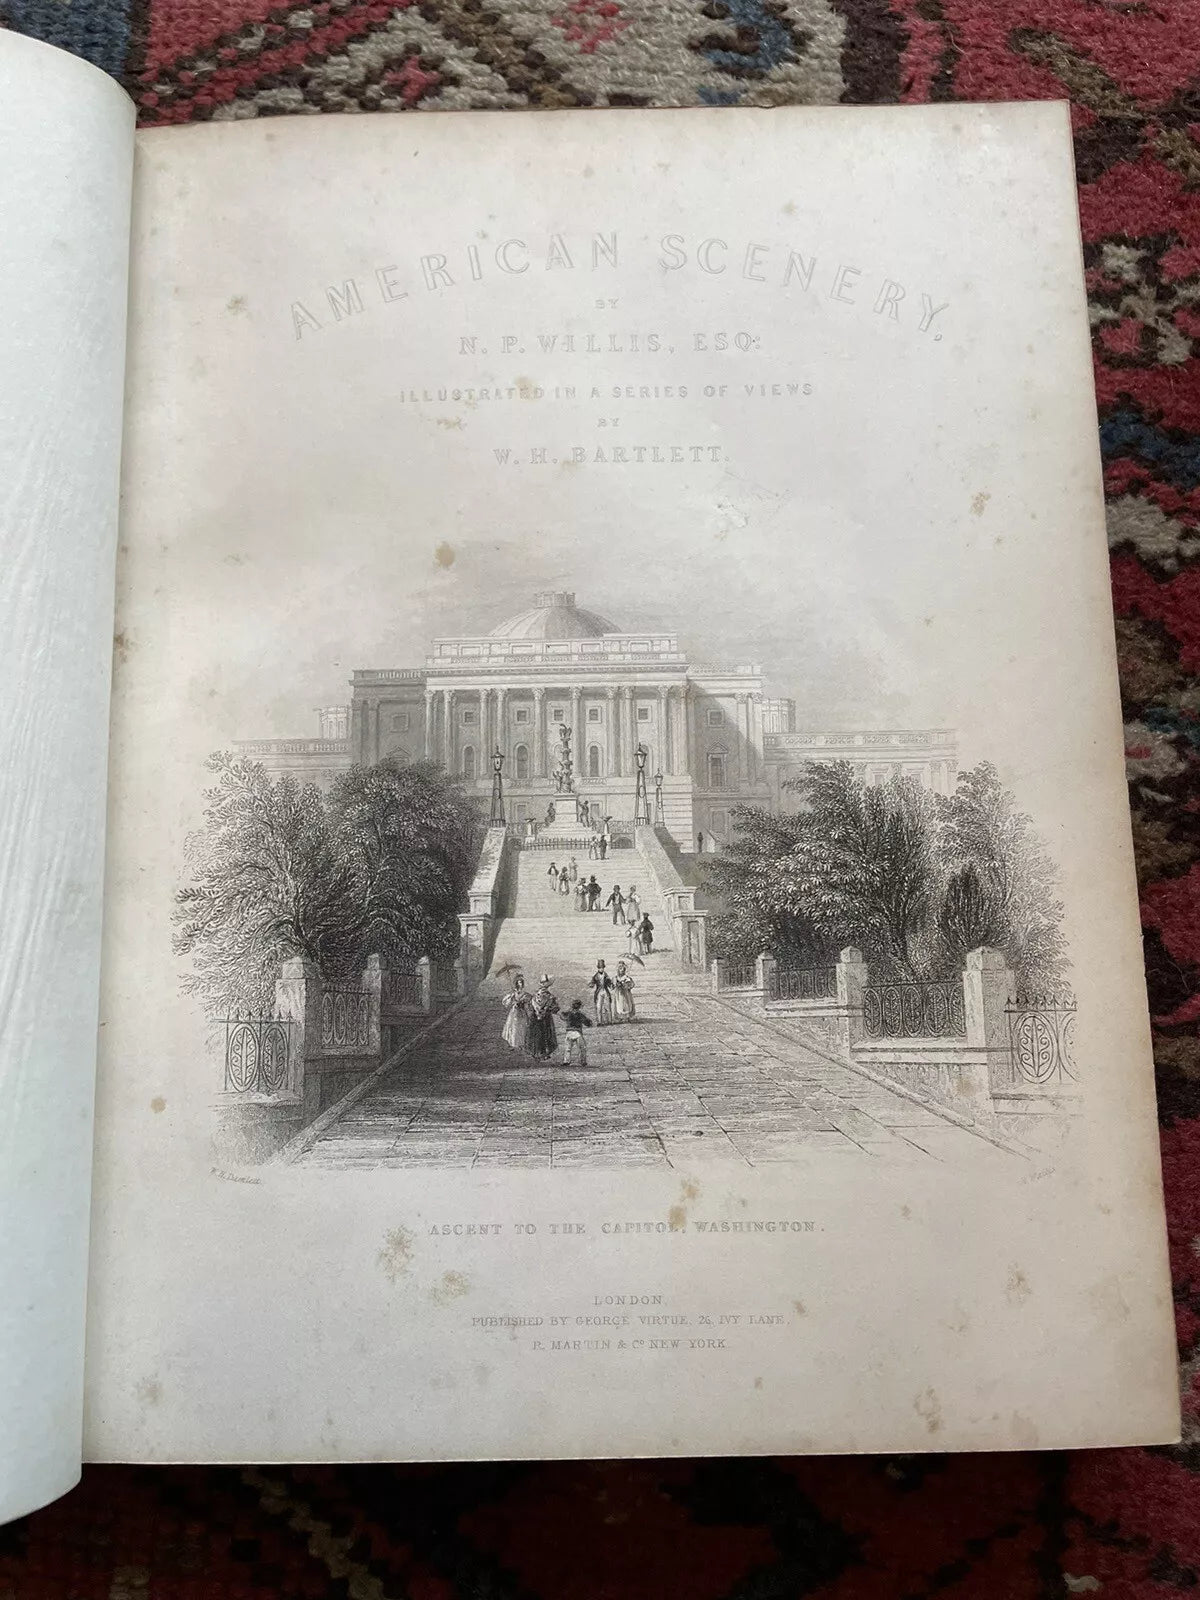 AMERICAN SCENERY,
BY
N. P. WILLIS, ESQ:
ILLUSTRATED IN A SERIES OF VIEWS
BY
W. H. BARTLETT.
W. H. Bartlett
ASCENT TO THE CAPITOL, WASHINGTON.
LONDON,
PUBLISHED BY GEORGE VIRTUE, 26, IVY LANE,
R. MARTIN & Co NEW YORK.